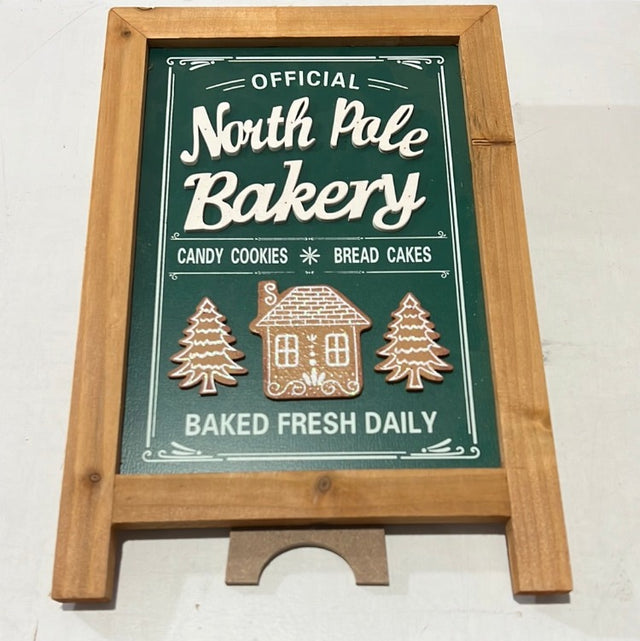 OFFICIAL
North Pole
Bakery
CANDY COOKIES * BREAD CAKES
BAKED FRESH DAILY